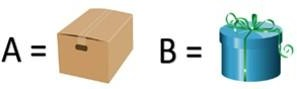 A = B =